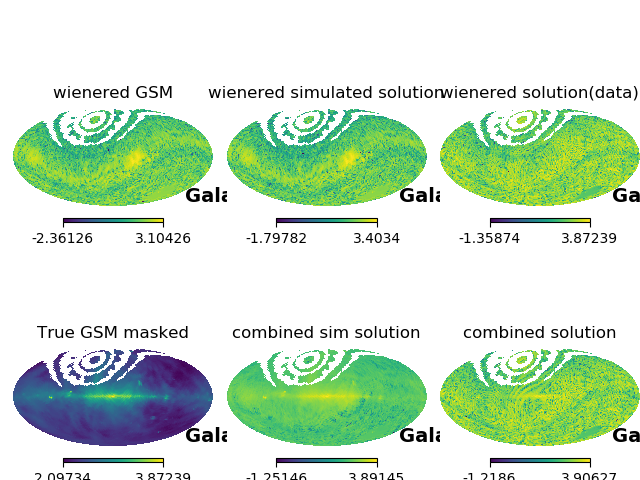 wienered GSM
wienered simulated solution
wienered solution(data)
Gala
Gala
Ga
-2.36126 3.10426
-1.79782 3.4034
-1.35874 3.87239
True GSM masked
combined sim solution
combined solution
Gala
Gala
Ga
2.09734 3.87239
-1.25146 3.89145
-1.2186 3.90627